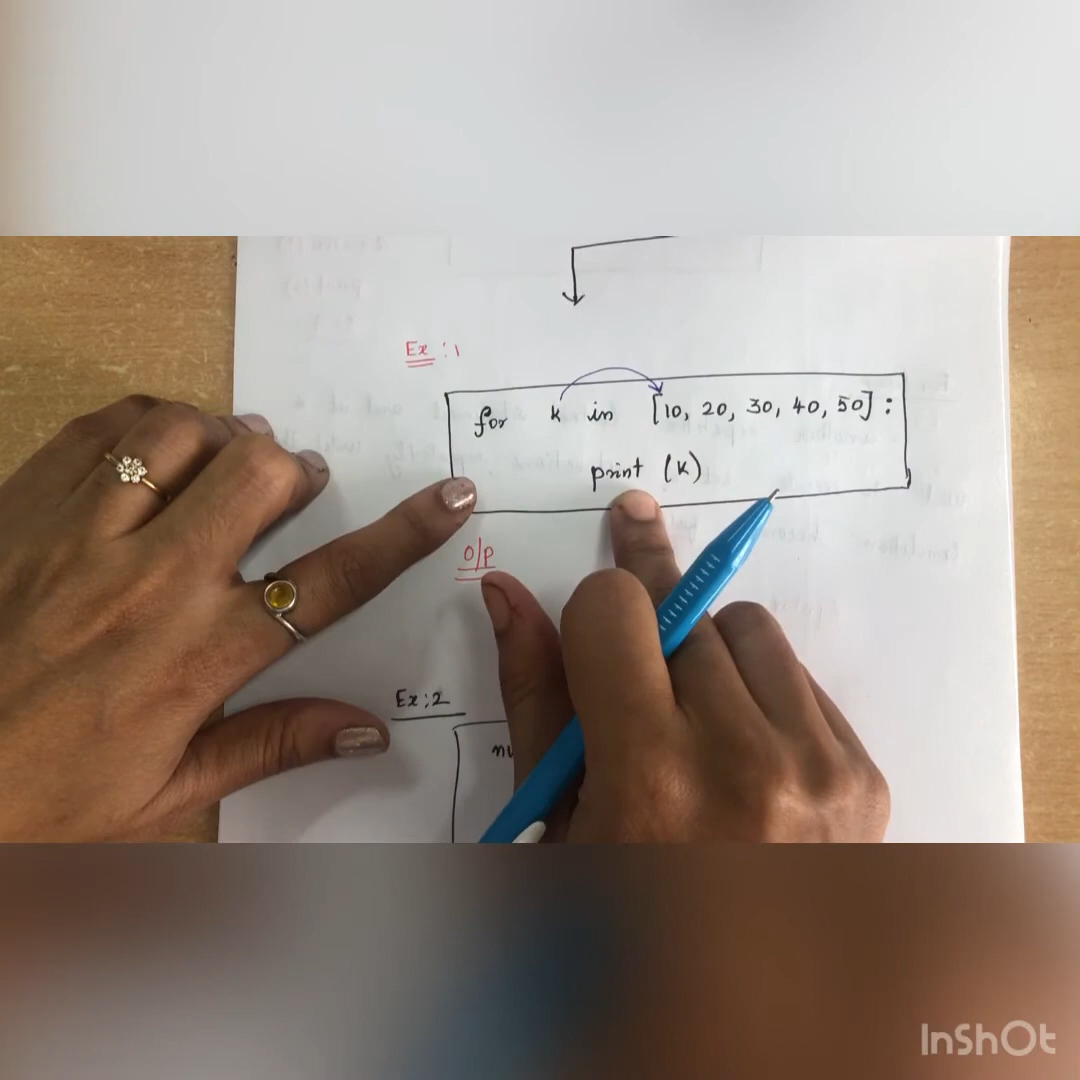 Ex : 1
for k in [10, 20, 30, 40, 50] :
print (k)
O/P
Ex : 2
InShOt